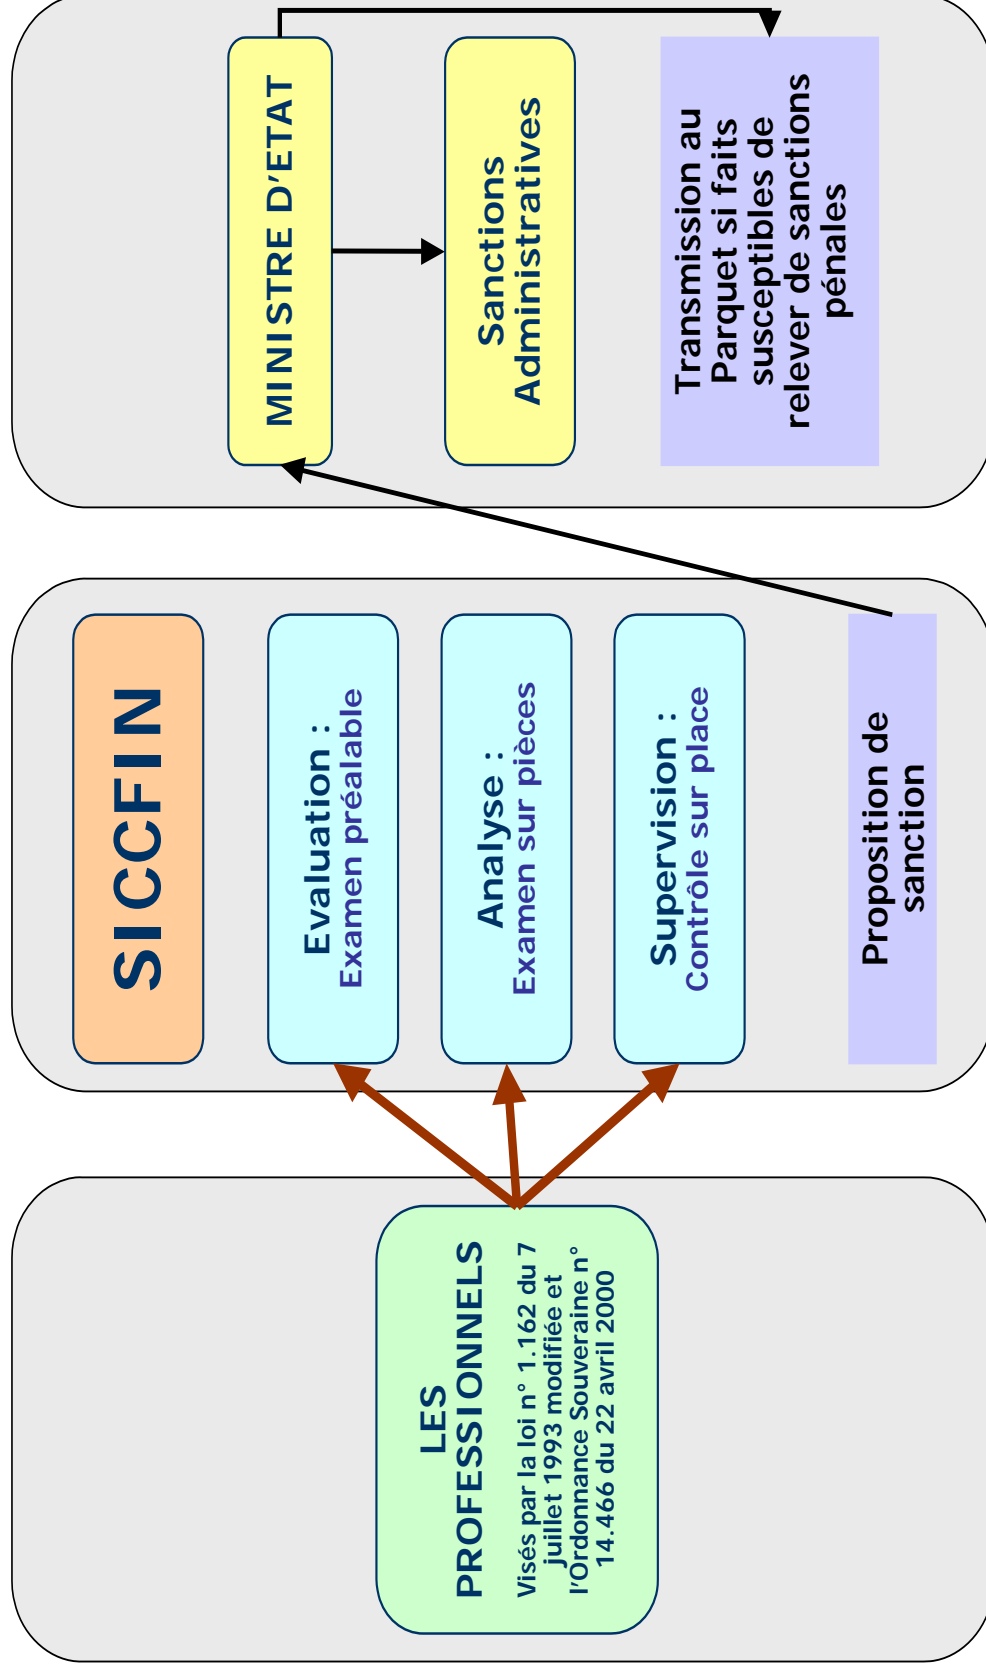 LES
PROFESSIONNELS
Visés par la loi n° 1.162 du 7
juillet 1993 modifiée et
l'Ordonnance Souveraine n°
14.466 du 22 avril 2000
SICCFIN
Evaluation :
Examen préalable
Analyse :
Examen sur pièces
Supervision :
Contrôle sur place
Proposition de
sanction
MINISTRE D'ETAT
Sanctions
Administratives
Transmission au
Parquet si faits
susceptibles de
relever de sanctions
pénales